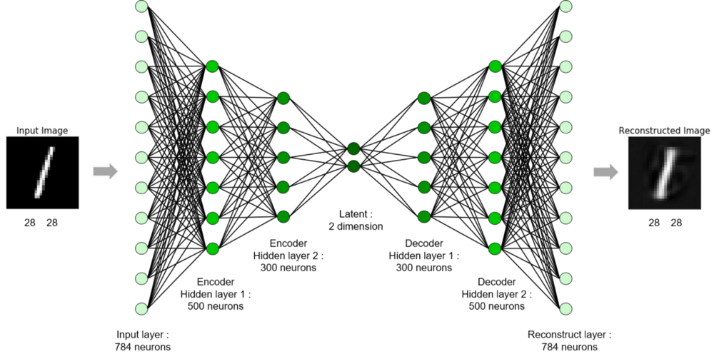 Input Image
28 28
Input layer :
784 neurons
Encoder
Hidden layer 1 :
500 neurons
Encoder
Hidden layer 2 :
300 neurons
Latent :
2 dimension
Decoder
Hidden layer 1 :
300 neurons
Decoder
Hidden layer 2 :
500 neurons
Reconstruct layer :
784 neurons
Reconstructed Image
28 28